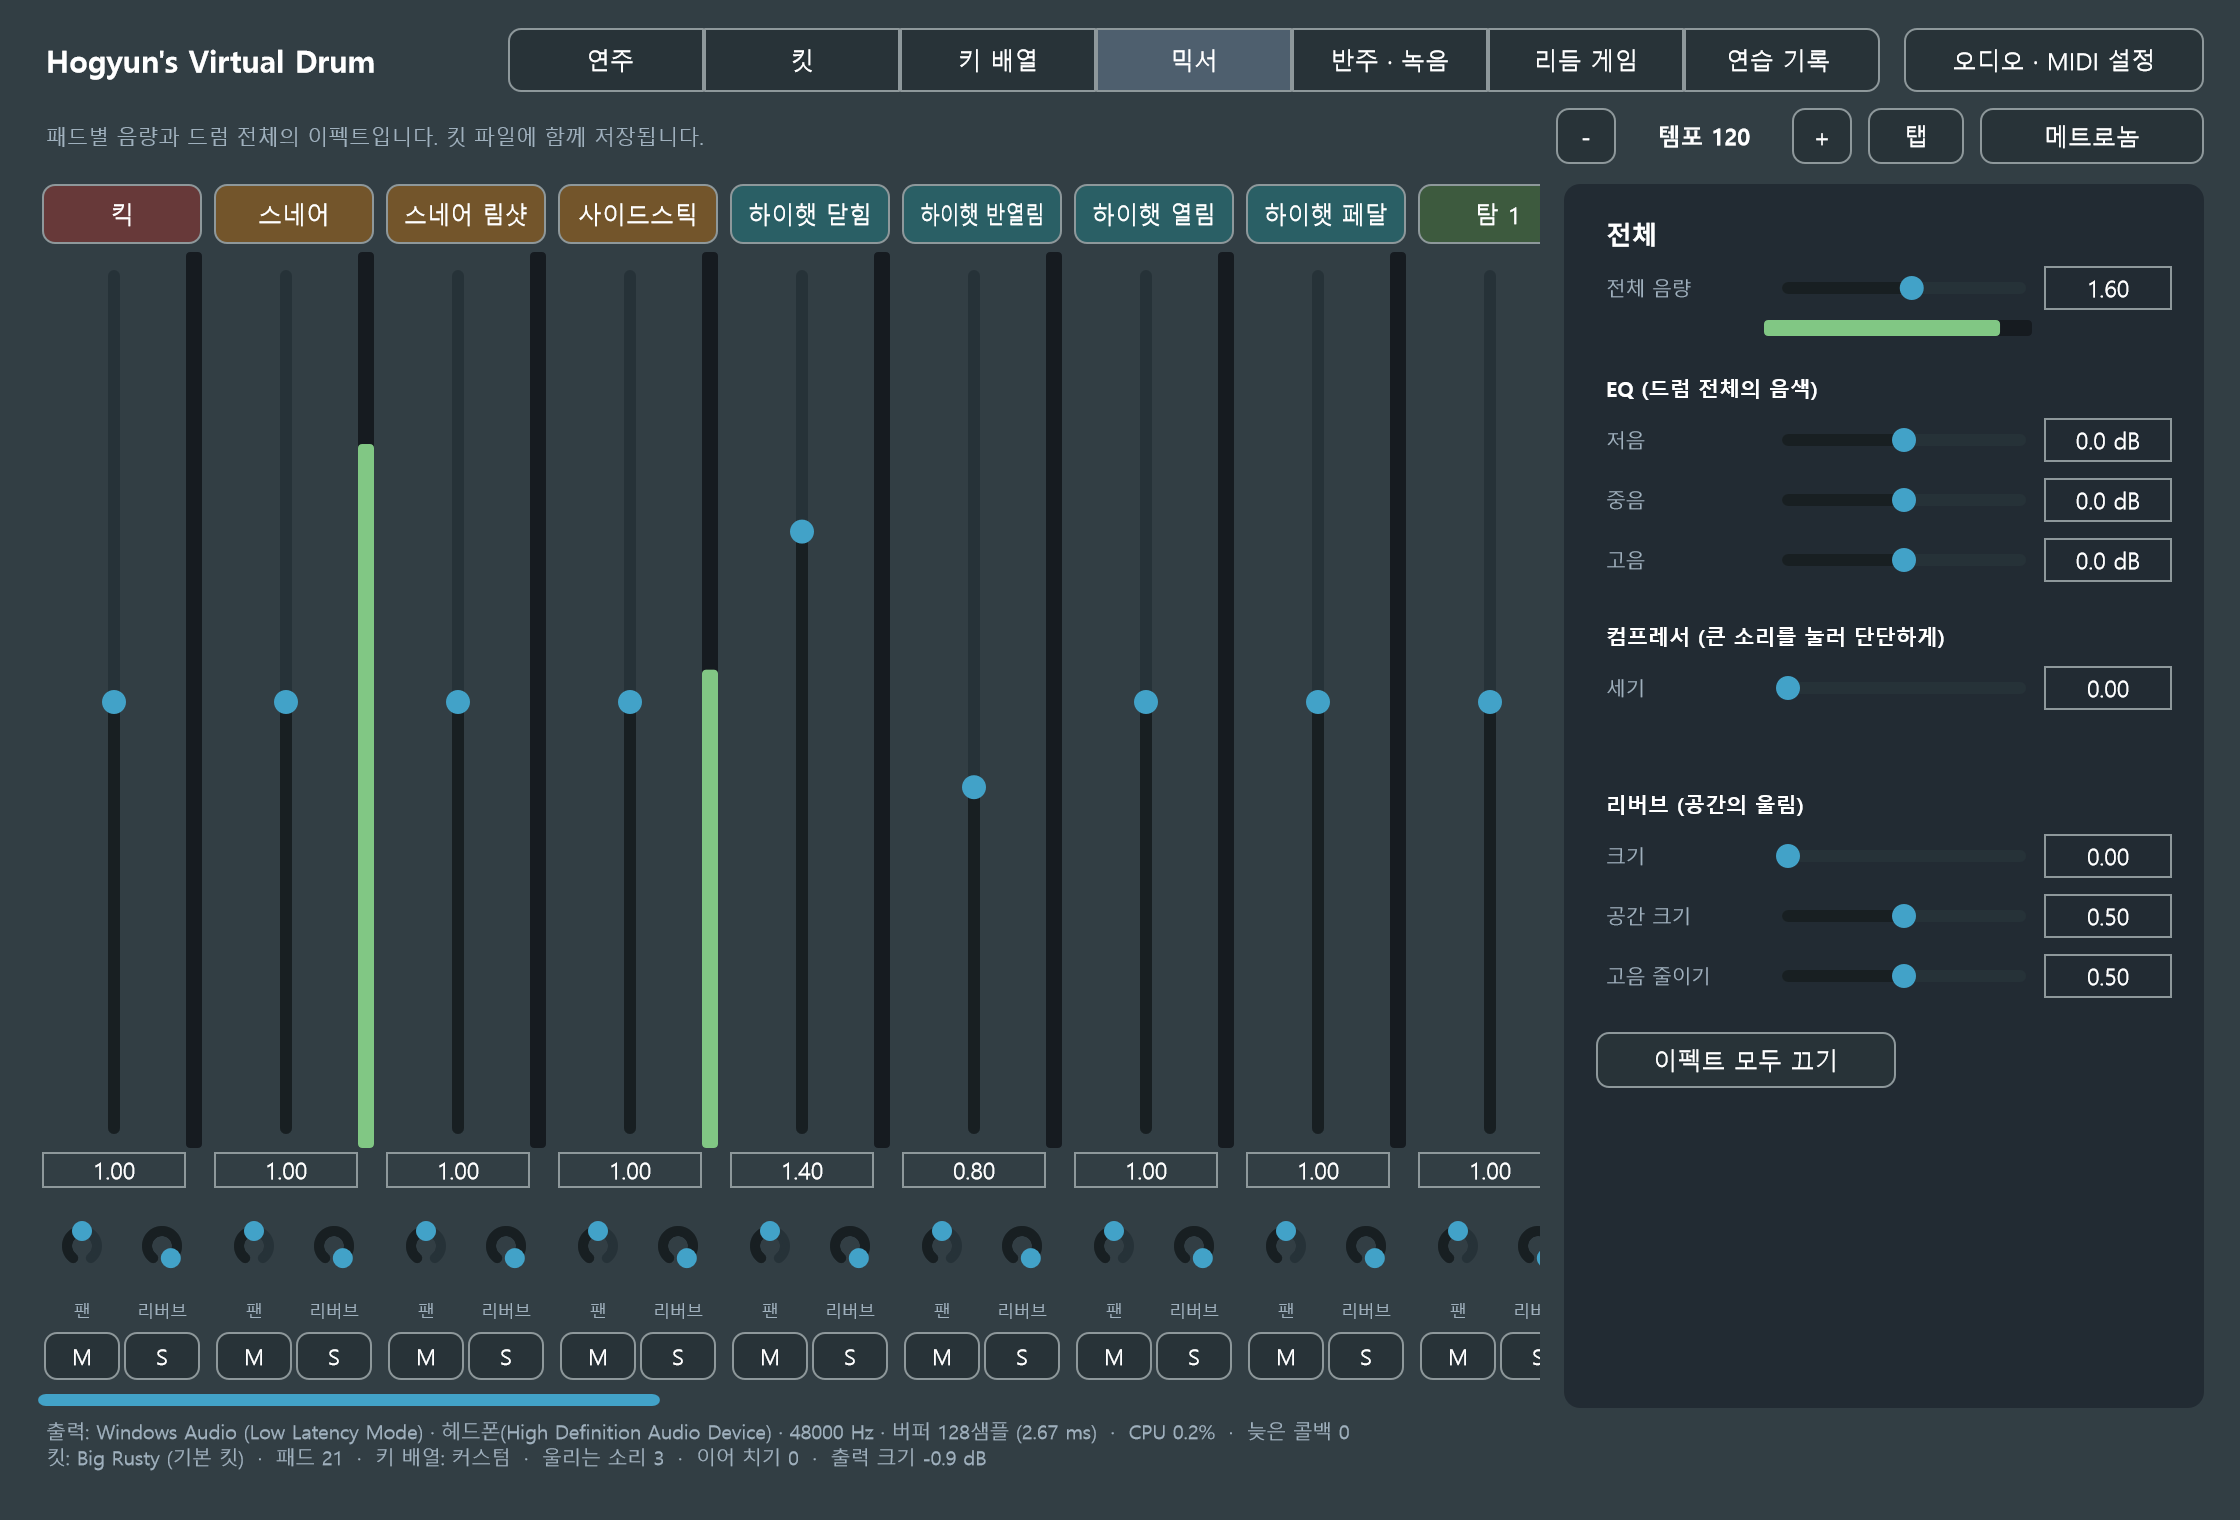 Hogyun's Virtual Drum
연주 킷 키 배열 믹서 반주 · 녹음 리듬 게임 연습 기록 오디오 · MIDI 설정
패드별 음량과 드럼 전체의 이펙트입니다. 킷 파일에 함께 저장됩니다.
- 템포 120 + 탭 메트로놈
킥 스네어 스네어 림샷 사이드스틱 하이햇 닫힘 하이햇 반열림 하이햇 열림 하이햇 페달 탐 1
1.00 1.00 1.00 1.00 1.40 0.80 1.00 1.00 1.00
팬 리버브 팬 리버브 팬 리버브 팬 리버브 팬 리버브 팬 리버브 팬 리버브 팬 리버브 팬
M S M S M S M S M S M S M S M S M S
전체
전체 음량 1.60
EQ (드럼 전체의 음색)
저음 0.0 dB
중음 0.0 dB
고음 0.0 dB
컴프레서 (큰 소리를 눌러 단단하게)
세기 0.00
리버브 (공간의 울림)
크기 0.00
공간 크기 0.50
고음 줄이기 0.50
이펙트 모두 끄기
출력: Windows Audio (Low Latency Mode) · 헤드폰(High Definition Audio Device) · 48000 Hz · 버퍼 128샘플 (2.67 ms) · CPU 0.2% · 늦은 콜백 0
킷: Big Rusty (기본 킷) · 패드 21 · 키 배열: 커스텀 · 울리는 소리 3 · 이어 치기 0 · 출력 크기 -0.9 dB